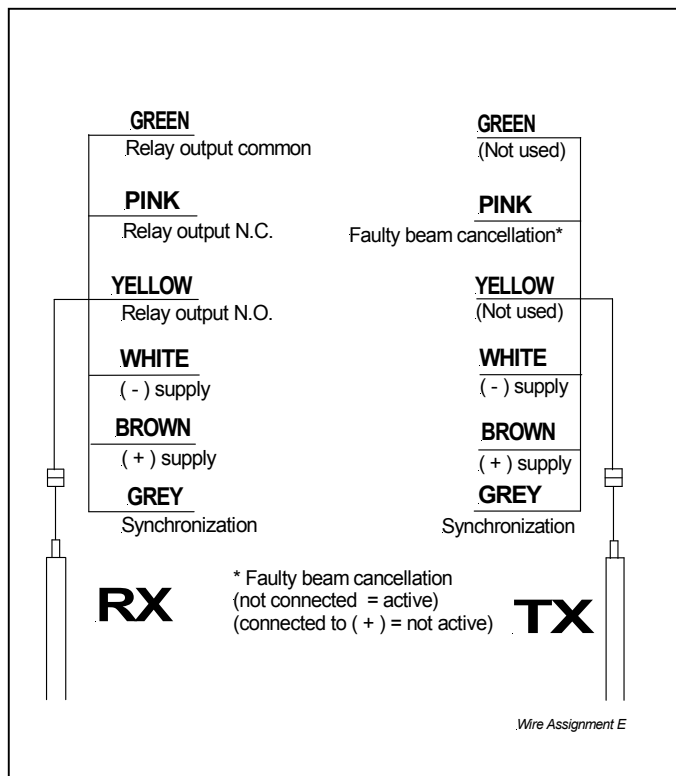 GREEN
Relay output common
PINK
Relay output N.C.
YELLOW
Relay output N.O.
WHITE
( - ) supply
BROWN
( + ) supply
GREY
Synchronization
RX
GREEN
(Not used)
PINK
Faulty beam cancellation*
YELLOW
(Not used)
WHITE
( - ) supply
BROWN
( + ) supply
GREY
Synchronization
TX
* Faulty beam cancellation
(not connected = active)
(connected to ( + ) = not active)
Wire Assignment E